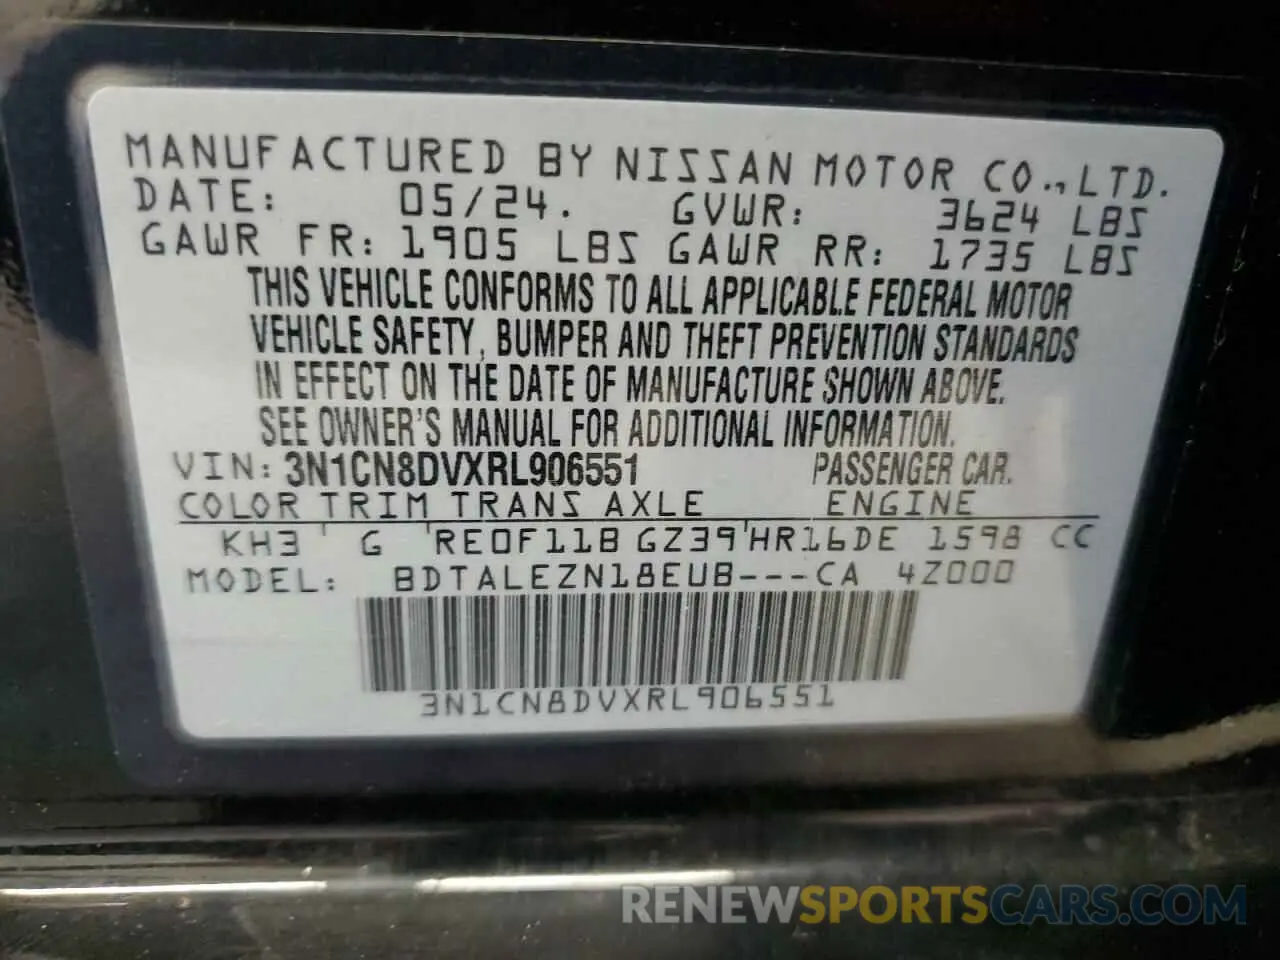 MANUFACTURED BY NISSAN MOTOR CO.,LTD.
DATE: 05/24. GVWR: 3624 LBS
GAWR FR: 1905 LBS GAWR RR: 1735 LBS
THIS VEHICLE CONFORMS TO ALL APPLICABLE FEDERAL MOTOR
VEHICLE SAFETY, BUMPER AND THEFT PREVENTION STANDARDS
IN EFFECT ON THE DATE OF MANUFACTURE SHOWN ABOVE.
SEE OWNER'S MANUAL FOR ADDITIONAL INFORMATION.
VIN: 3N1CN8DVXRL906551 PASSENGER CAR.
COLOR TRIM TRANS AXLE ENGINE
KH3 G RE0F11B GZ39 HR16DE 1598 CC
MODEL: BDTALEZN18EUB---CA 4Z000
3N1CN8DVXRL906551
RENEWSPORTSCARS.COM